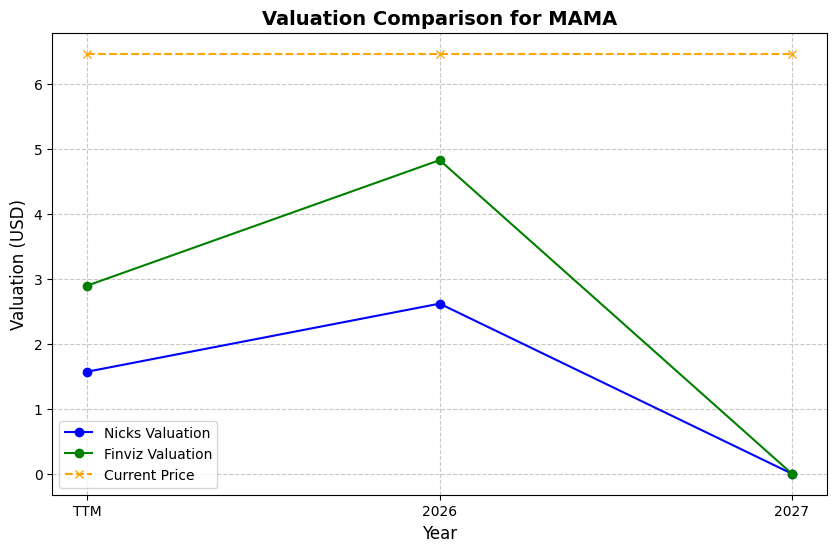 Valuation Comparison for MAMA
Valuation (USD)
6
5
4
3
2
1
0
Nicks Valuation
Finviz Valuation
Current Price
TTM 2026 2027
Year